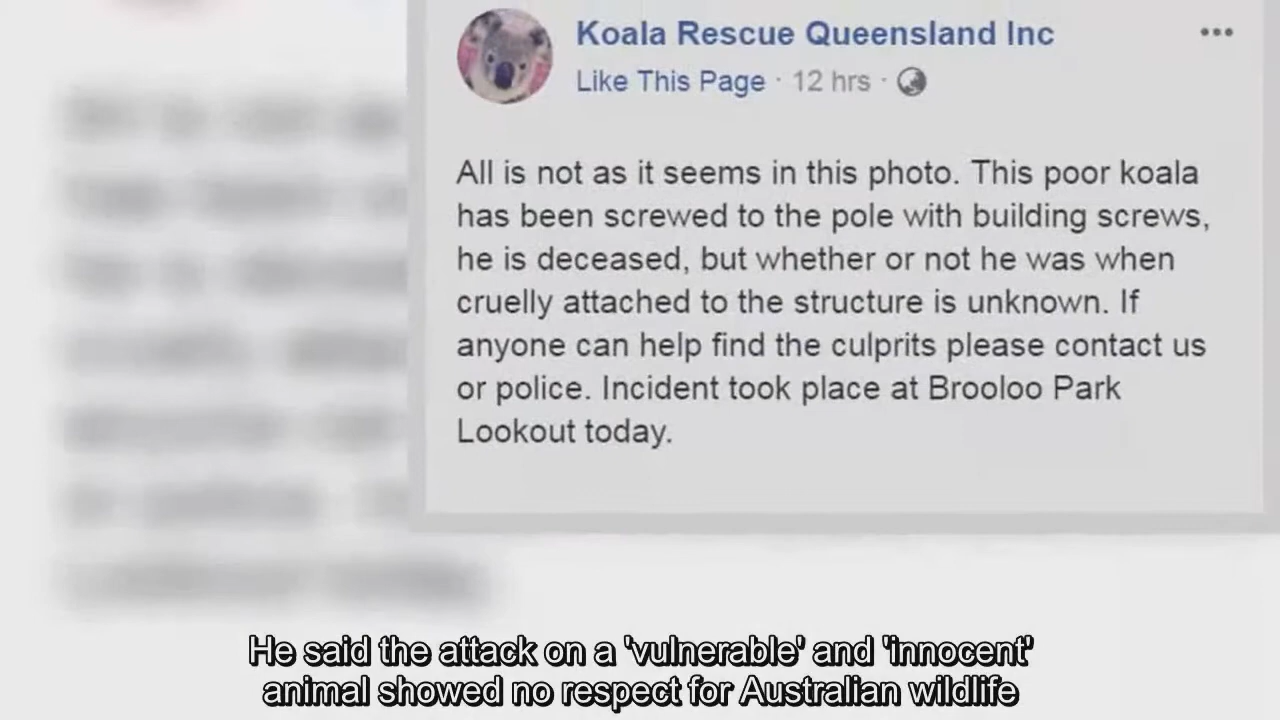 Koala Rescue Queensland Inc
Like This Page · 12 hrs ·
All is not as it seems in this photo. This poor koala
has been screwed to the pole with building screws,
he is deceased, but whether or not he was when
cruelly attached to the structure is unknown. If
anyone can help find the culprits please contact us
or police. Incident took place at Brooloo Park
Lookout today.
He said the attack on a 'vulnerable' and 'innocent'
animal showed no respect for Australian wildlife